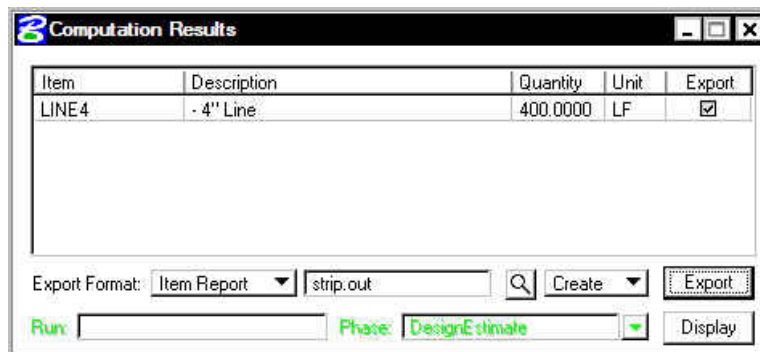 Computation Results
Item Description Quantity Unit Export
LINE4 - 4" Line 400.0000 LF
Export Format: Item Report strip.out Create Export
Run: Phase: DesignEstimate Display